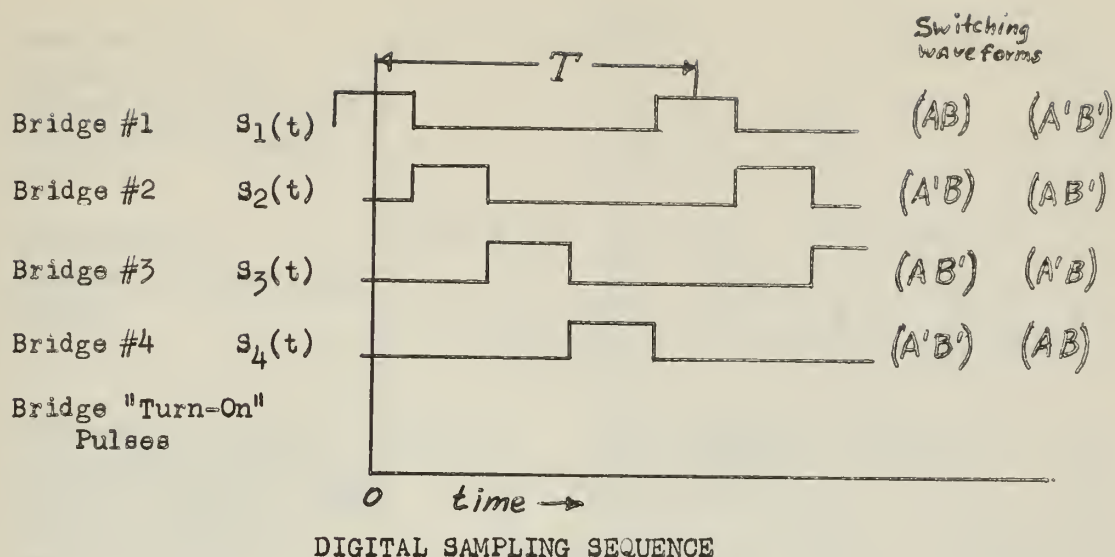 Switching
waveforms
T
Bridge #1 S1(t) (AB) (A'B')
Bridge #2 S2(t) (A'B) (AB')
Bridge #3 S3(t) (AB') (A'B)
Bridge #4 S4(t) (A'B') (AB)
Bridge "Turn-On"
Pulses
0 time →
DIGITAL SAMPLING SEQUENCE